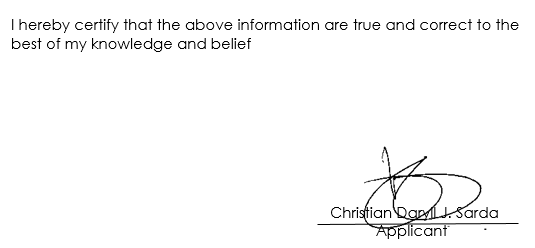 I hereby certify that the above information are true and correct to the
best of my knowledge and belief
Christian Daryll J. Sarda
Applicant